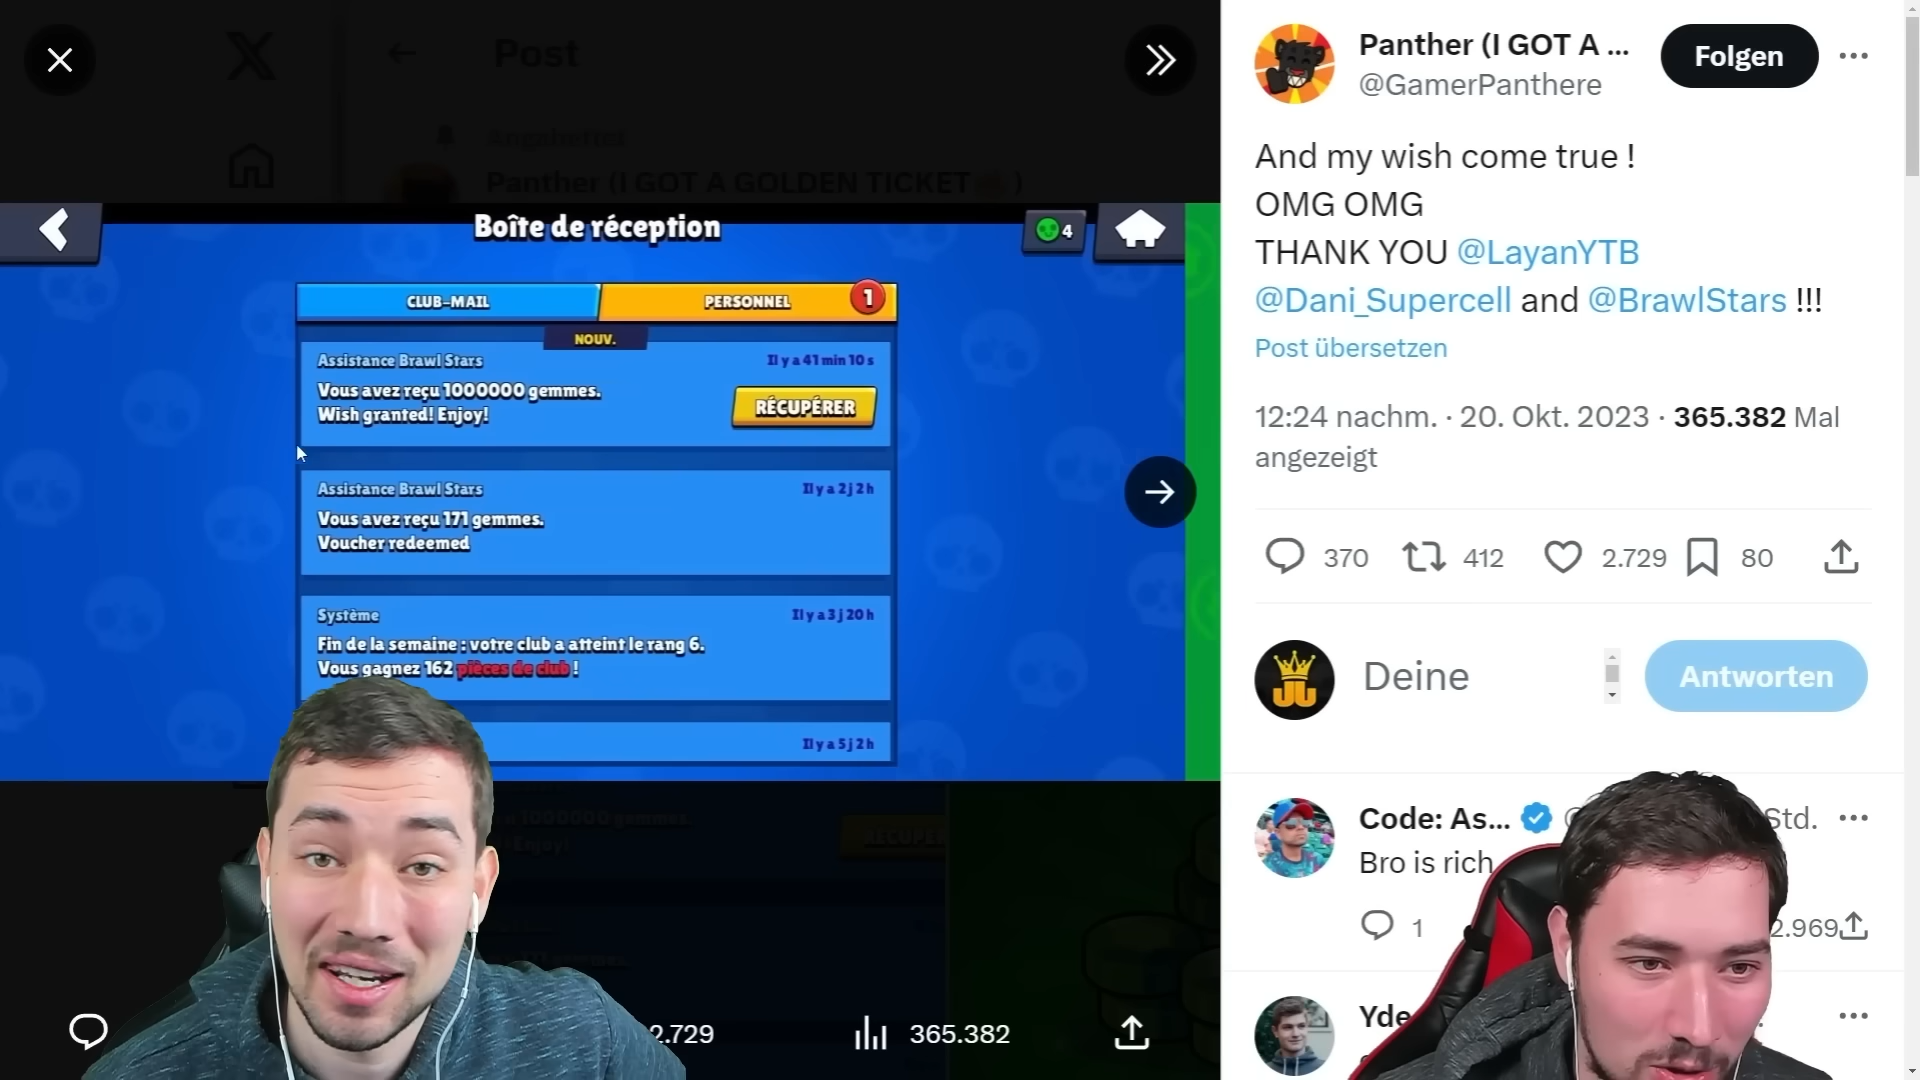 Post
Panther (I GOT A GOLDEN TICKET )
Boîte de réception
4
CLUB-MAIL
PERSONNEL
1
NOUV.
Assistance Brawl Stars
Il y a 41 min 10 s
Vous avez reçu 1000000 gemmes.
Wish granted! Enjoy!
RÉCUPÉRER
Assistance Brawl Stars
Il y a 2 j 2 h
Vous avez reçu 171 gemmes.
Voucher redeemed
Système
Il y a 3 j 20 h
Fin de la semaine : votre club a atteint le rang 6.
Vous gagnez 162 pièces de club !
Il y a 5 j 2 h
1000000 gemmes.
Enjoy!
2.729
365.382
Panther (I GOT A ...
@GamerPanthere
Folgen
And my wish come true !
OMG OMG
THANK YOU @LayanYTB
@Dani_Supercell and @BrawlStars !!!
Post übersetzen
12:24 nachm. · 20. Okt. 2023 · 365.382 Mal
angezeigt
370
412
2.729
80
JJ
Deine
Antworten
Code: As...
Std.
Bro is rich
1
2.969
Yde